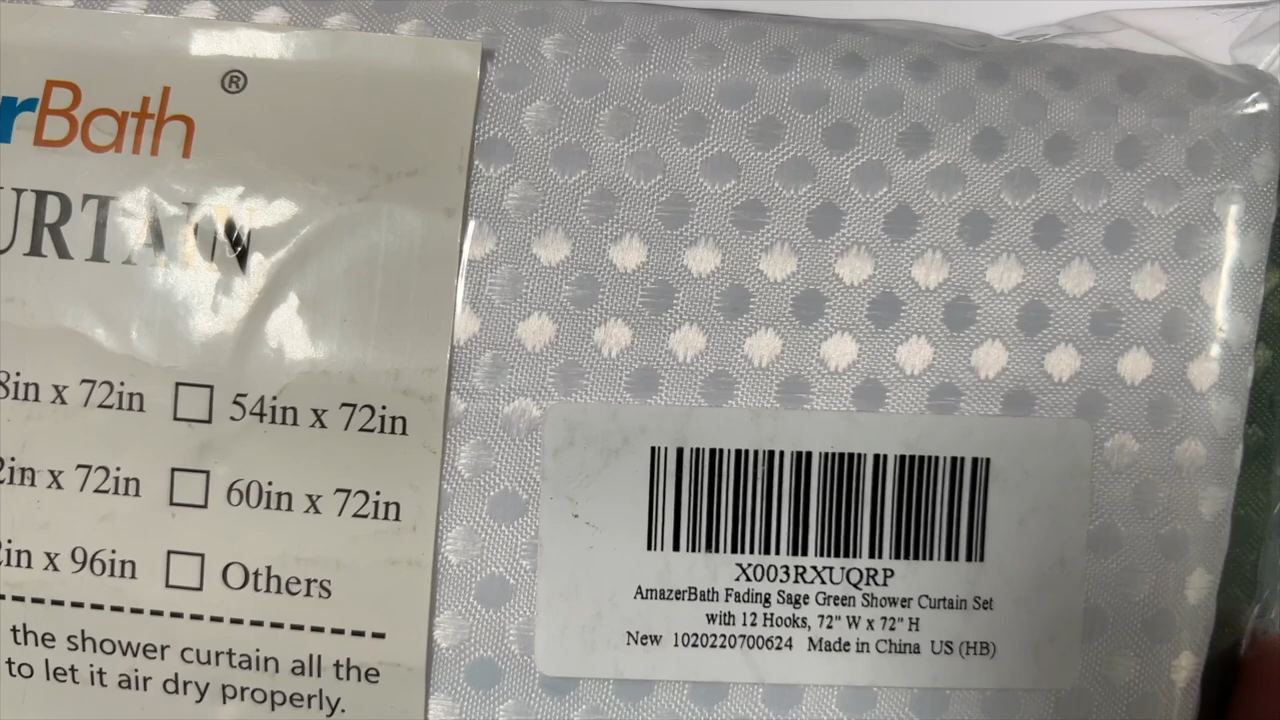 rBath ®
URTAIN
8in x 72in 54in x 72in
2in x 72in 60in x 72in
in x 96in Others
the shower curtain all the
to let it air dry properly.
X003RXUQRP
AmazerBath Fading Sage Green Shower Curtain Set
with 12 Hooks, 72" W x 72" H
New 1020220700624 Made in China US (HB)